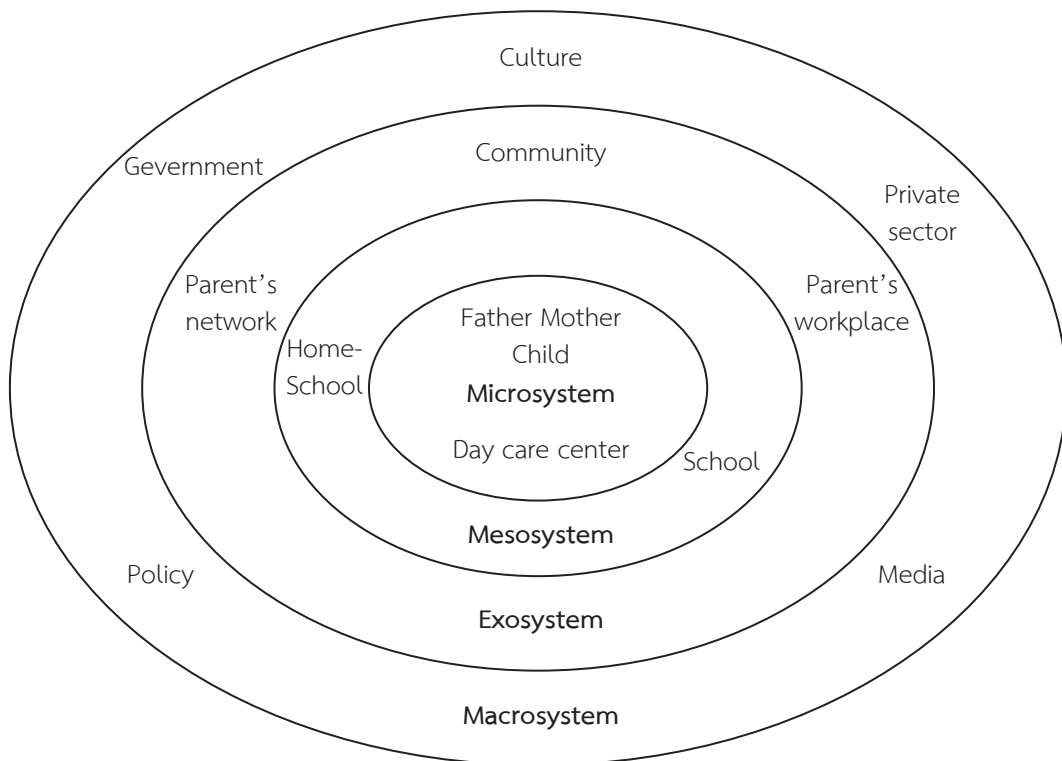 Culture
Community
Gevernment
Private
sector
Parent's
network
Parent's
workplace
Home-
School
Father Mother
Child
Microsystem
Day care center
School
Mesosystem
Policy
Media
Exosystem
Macrosystem